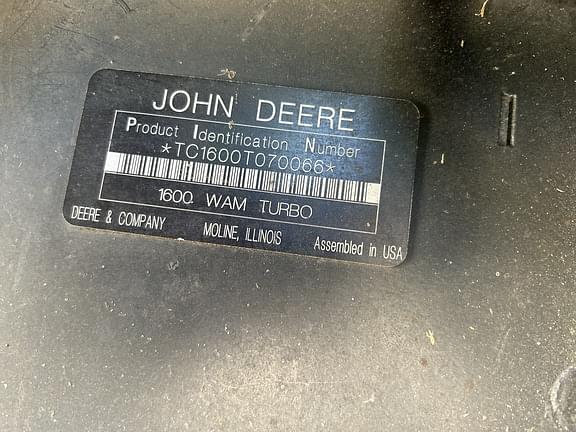 JOHN DEERE
Product Identification Number
*TC1600T070066*
1600 WAM TURBO
DEERE & COMPANY MOLINE, ILLINOIS Assembled in USA